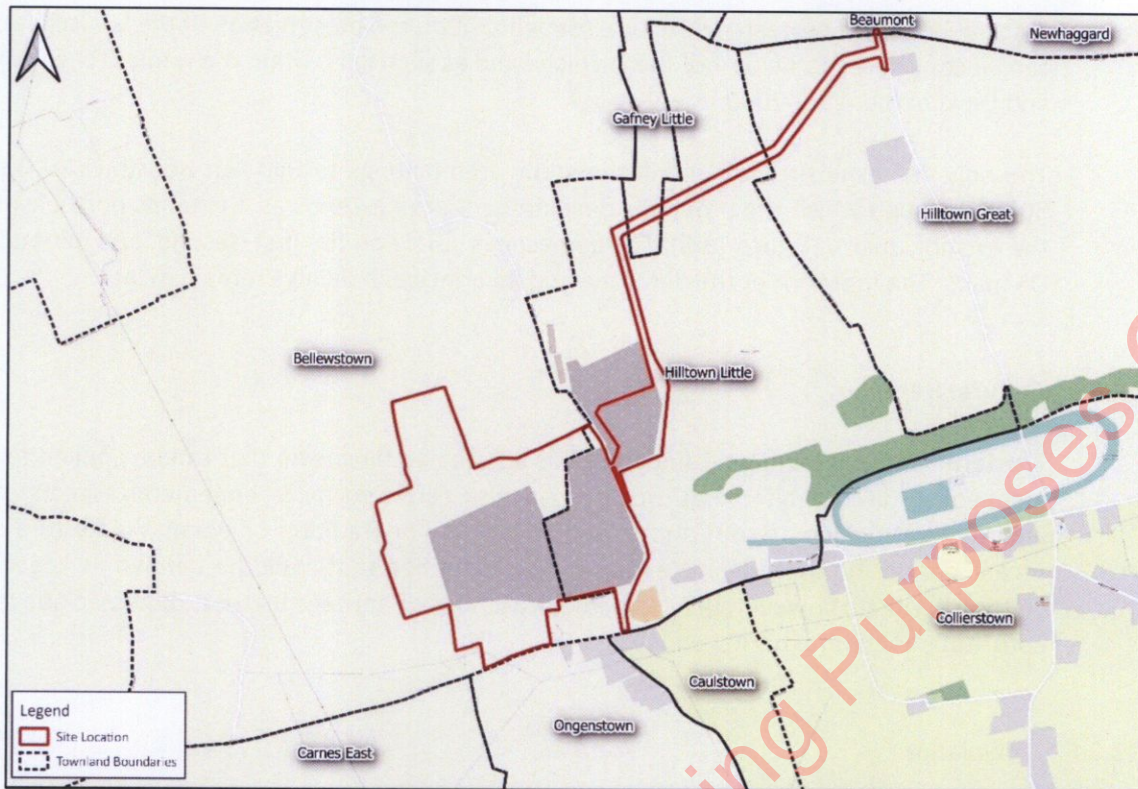 Beaumont
Newhaggard
Gafney Little
Hilltown Great
Bellewstown
Hilltown Little
Collierstown
Caulstown
Ongenstown
Carnes East
Legend
Site Location
Townland Boundaries
ing Purposes